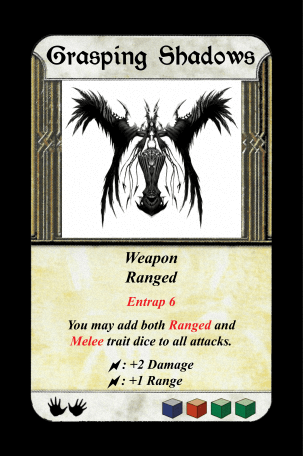 Grasping Shadows
Weapon
Ranged
Entrap 6
You may add both Ranged and
Melee trait dice to all attacks.
: +2 Damage
: +1 Range